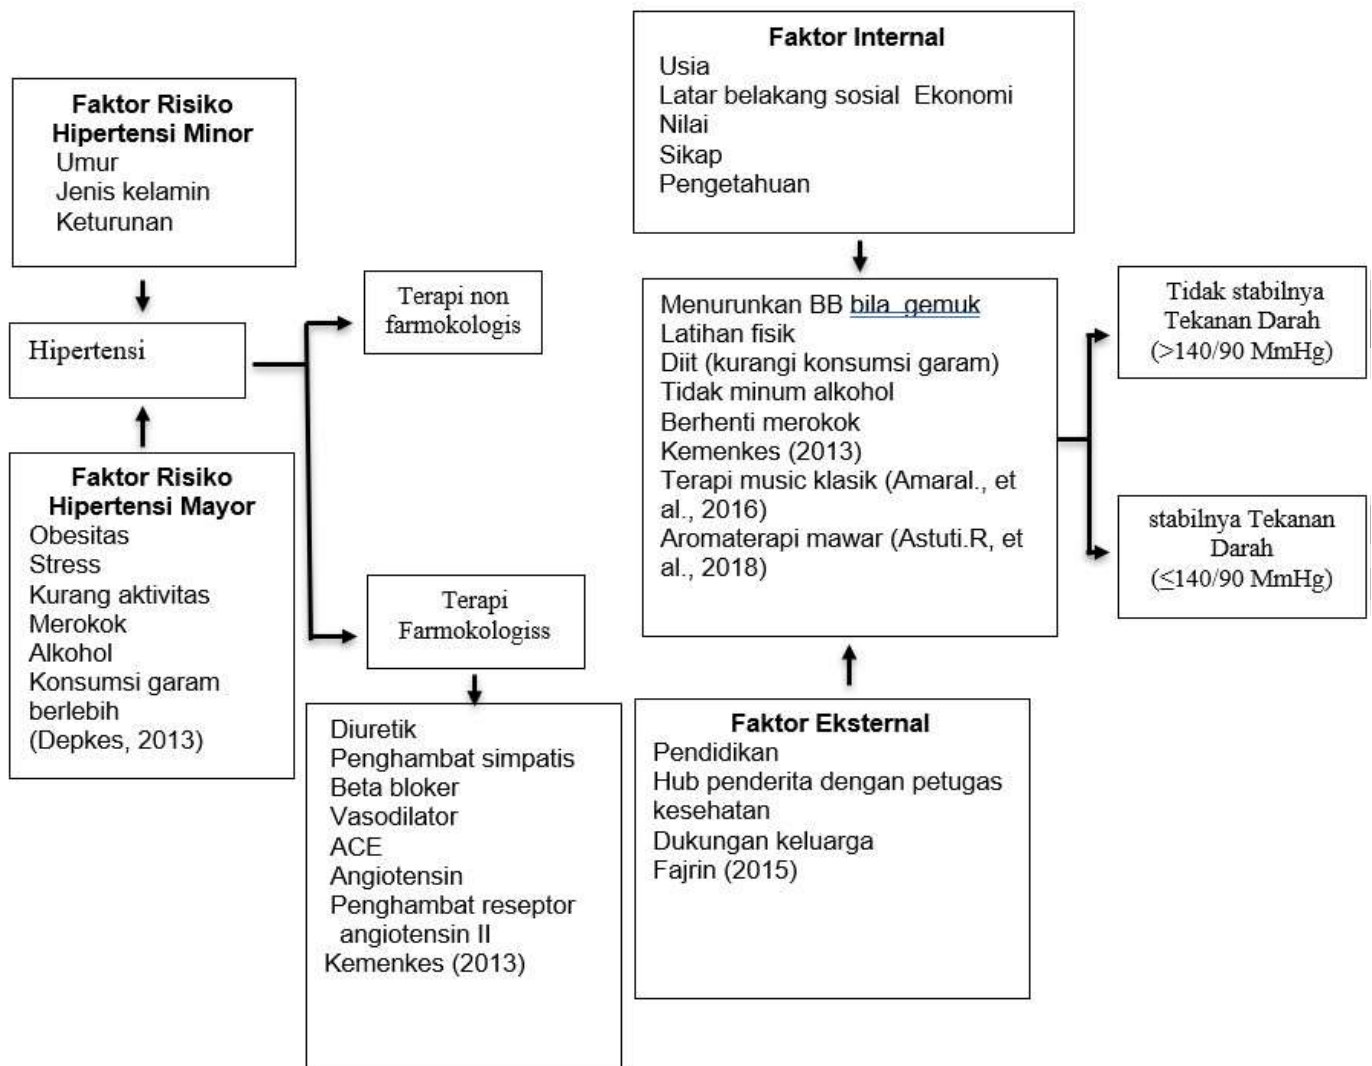 Faktor Risiko
Hipertensi Minor
Umur
Jenis kelamin
Keturunan
Hipertensi
Faktor Risiko
Hipertensi Mayor
Obesitas
Stress
Kurang aktivitas
Merokok
Alkohol
Konsumsi garam
berlebih
(Depkes, 2013)
Terapi non
farmokologis
Terapi
Farmokologiss
Diuretik
Penghambat simpatis
Beta bloker
Vasodilator
ACE
Angiotensin
Penghambat reseptor
angiotensin II
Kemenkes (2013)
Faktor Internal
Usia
Latar belakang sosial  Ekonomi
Nilai
Sikap
Pengetahuan
Menurunkan BB bila  gemuk
Latihan fisik
Diit (kurangi konsumsi garam)
Tidak minum alkohol
Berhenti merokok
Kemenkes (2013)
Terapi music klasik (Amaral., et
al., 2016)
Aromaterapi mawar (Astuti.R, et
al., 2018)
Faktor Eksternal
Pendidikan
Hub penderita dengan petugas
kesehatan
Dukungan keluarga
Fajrin (2015)
Tidak stabilnya
Tekanan Darah
(>140/90 MmHg)
stabilnya Tekanan
Darah
(≤140/90 MmHg)